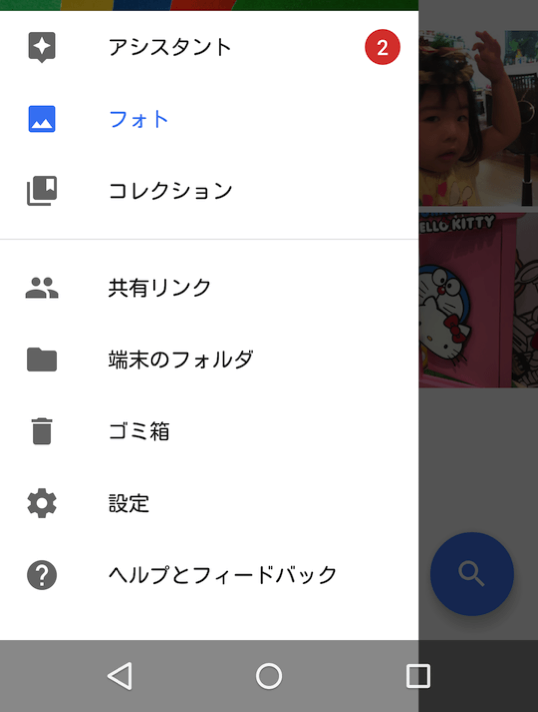 アシスタント
2
フォト
コレクション
共有リンク
端末のフォルダ
ゴミ箱
設定
ヘルプとフィードバック
HELLO KITTY